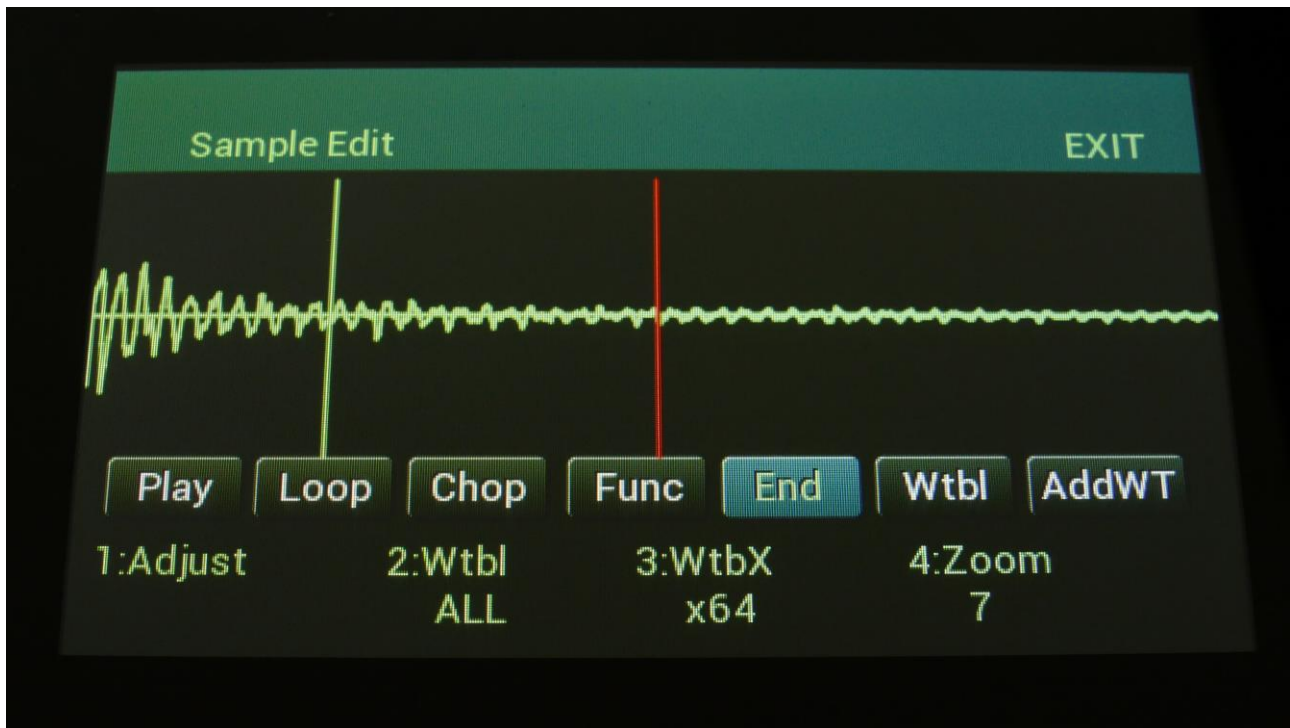 Sample Edit EXIT
Play Loop Chop Func End Wtbl AddWT
1:Adjust 2:Wtbl 3:WtbX 4:Zoom
ALL x64 7